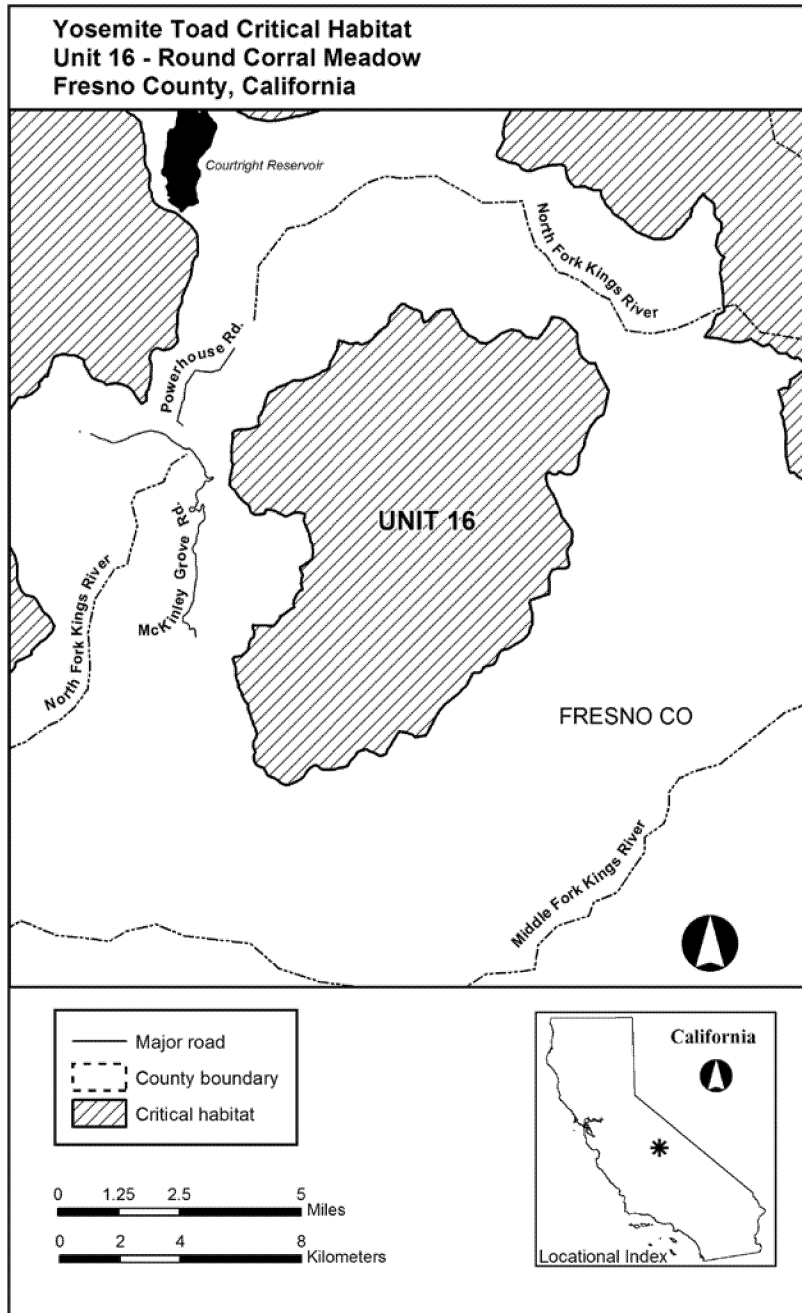 Yosemite Toad Critical Habitat
Unit 16 - Round Corral Meadow
Fresno County, California
Courtright Reservoir
North Fork Kings River
Powerhouse Rd.
UNIT 16
McKinley Grove Rd.
North Fork Kings River
FRESNO CO
Middle Fork Kings River
Major road
County boundary
Critical habitat
0 1.25 2.5 5
Miles
0 2 4 8
Kilometers
California
Locational Index